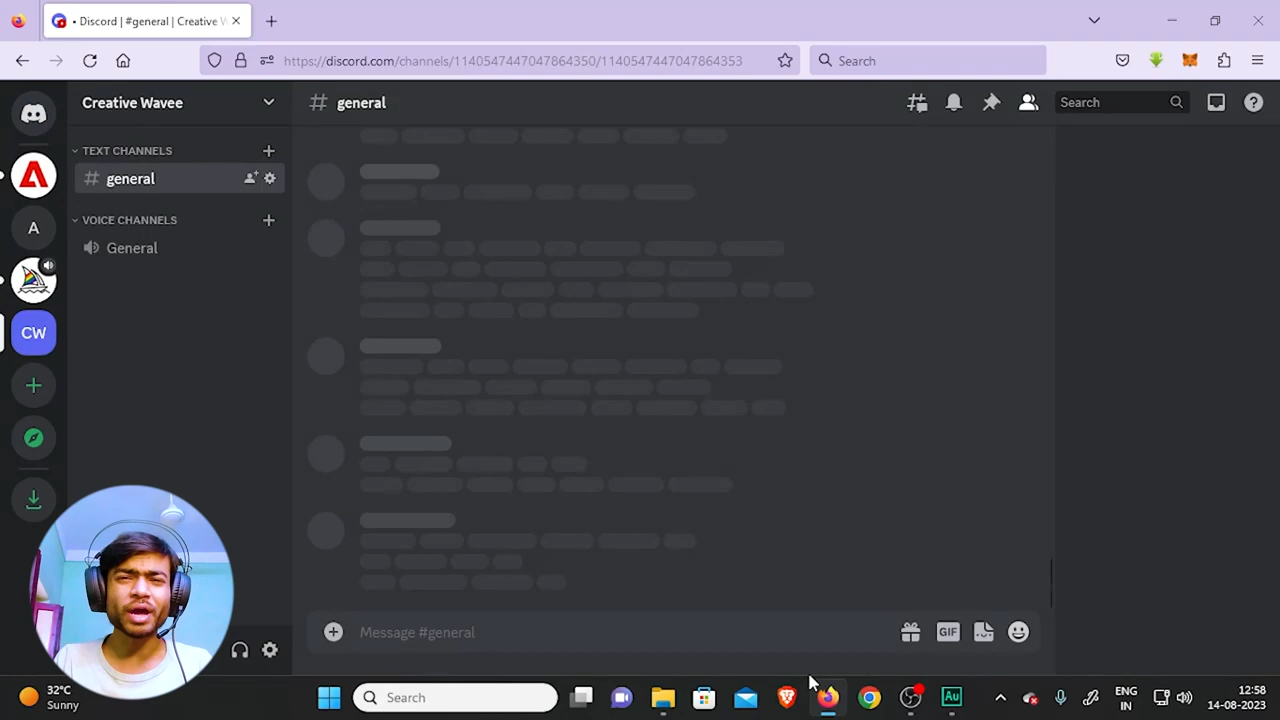 • Discord | #general | Creative W
https://discord.com/channels/1140547447047864350/1140547447047864353
Search
Creative Wavee
general
Search
TEXT CHANNELS
general
A
VOICE CHANNELS
General
CW
Message #general
GIF
32°C
Sunny
Search
Au
ENG
IN
12:58
14-08-2023